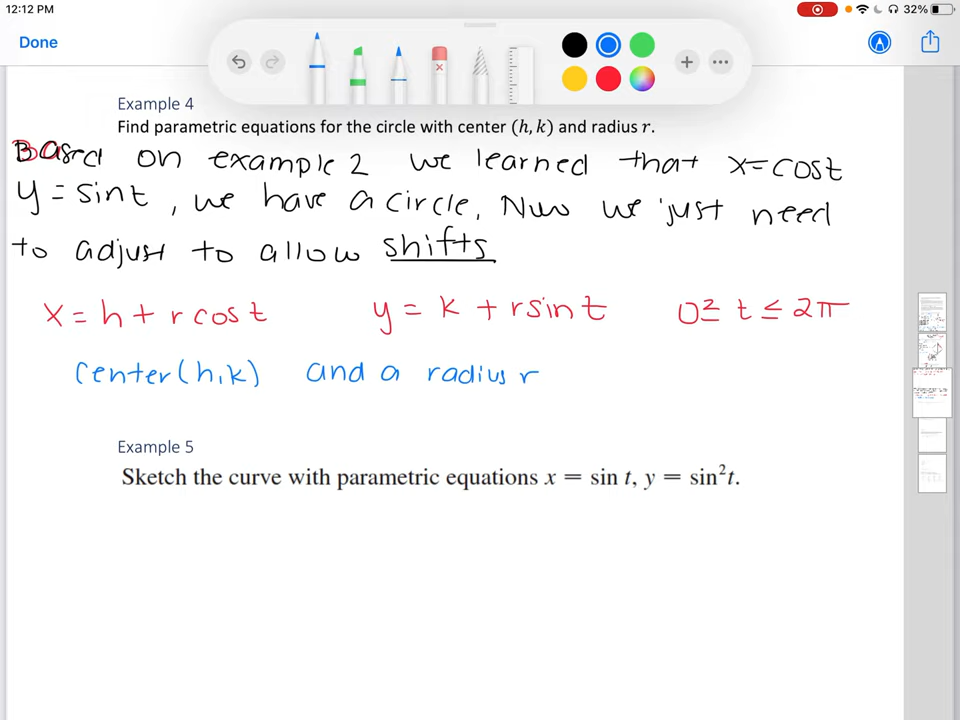 12:12 PM
32%
Done
Example 4
Find parametric equations for the circle with center (h, k) and radius r.
Based on example 2 we learned that x=cost
y = sint, we have a circle. Now we just need
to adjust to allow shifts
x = h + r cos t y = k + r sin t 0≥ t ≤ 2π
center(h,k) and a radius r
Example 5
Sketch the curve with parametric equations x = sin t, y = sin²t.